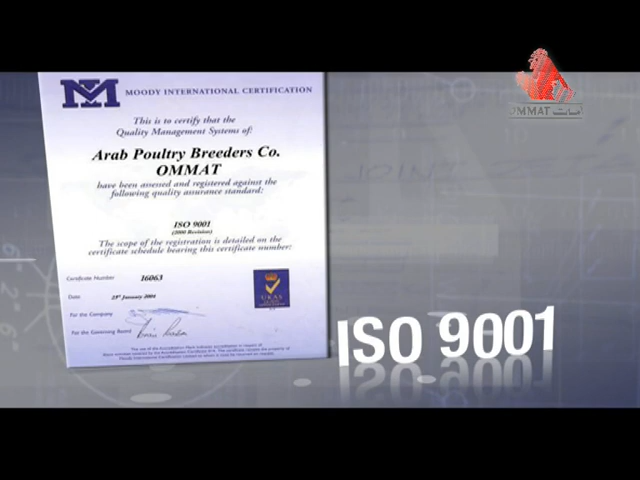 MOODY INTERNATIONAL CERTIFICATION
This is to certify that the
Quality Management Systems of:
Arab Poultry Breeders Co.
OMMAT
have been assessed and registered against the
following quality assurance standard:
ISO 9001
(2000 Revision)
The scope of the registration is detailed on the
certificate schedule bearing this certificate number:
Certificate Number 16063
Date January
For the Company
For the Governing Board
UKAS
OMMAT أمات
ISO 9001